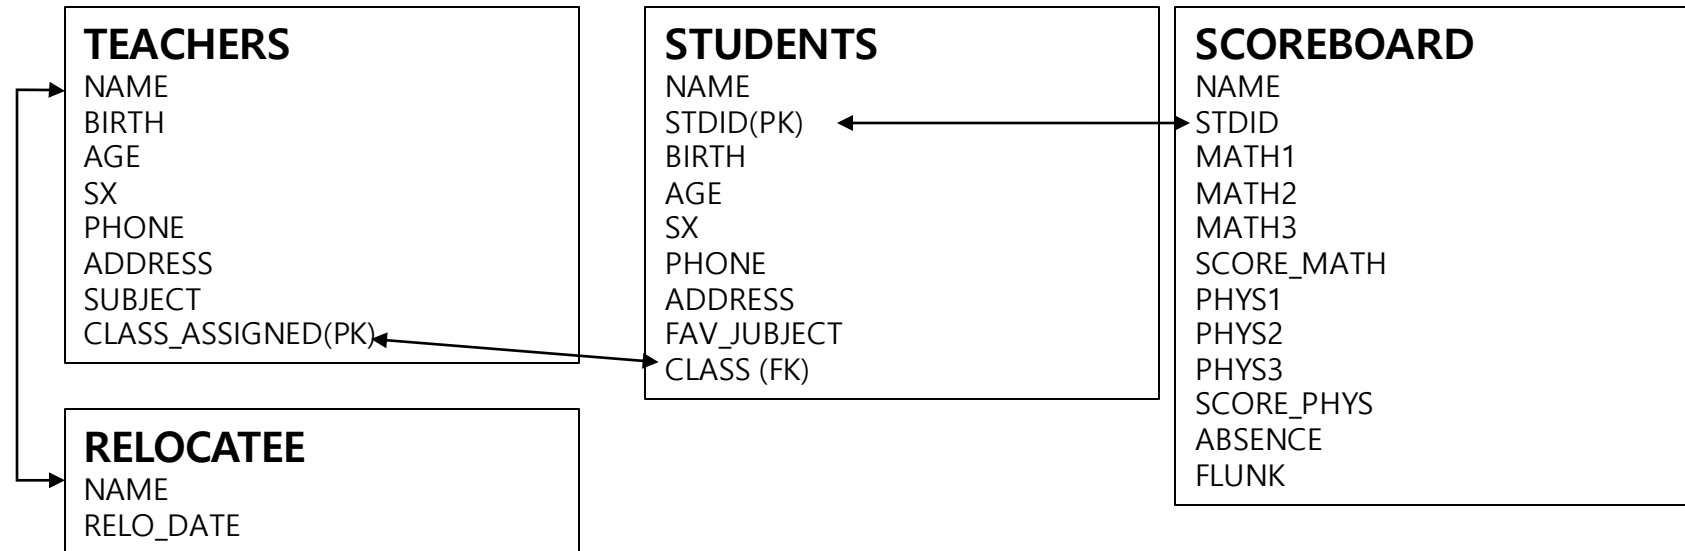 TEACHERS
NAME
BIRTH
AGE
SX
PHONE
ADDRESS
SUBJECT
CLASS_ASSIGNED(PK)
RELOCATEE
NAME
RELO_DATE
STUDENTS
NAME
STDID(PK)
BIRTH
AGE
SX
PHONE
ADDRESS
FAV_JUBJECT
CLASS (FK)
SCOREBOARD
NAME
STDID
MATH1
MATH2
MATH3
SCORE_MATH
PHYS1
PHYS2
PHYS3
SCORE_PHYS
ABSENCE
FLUNK